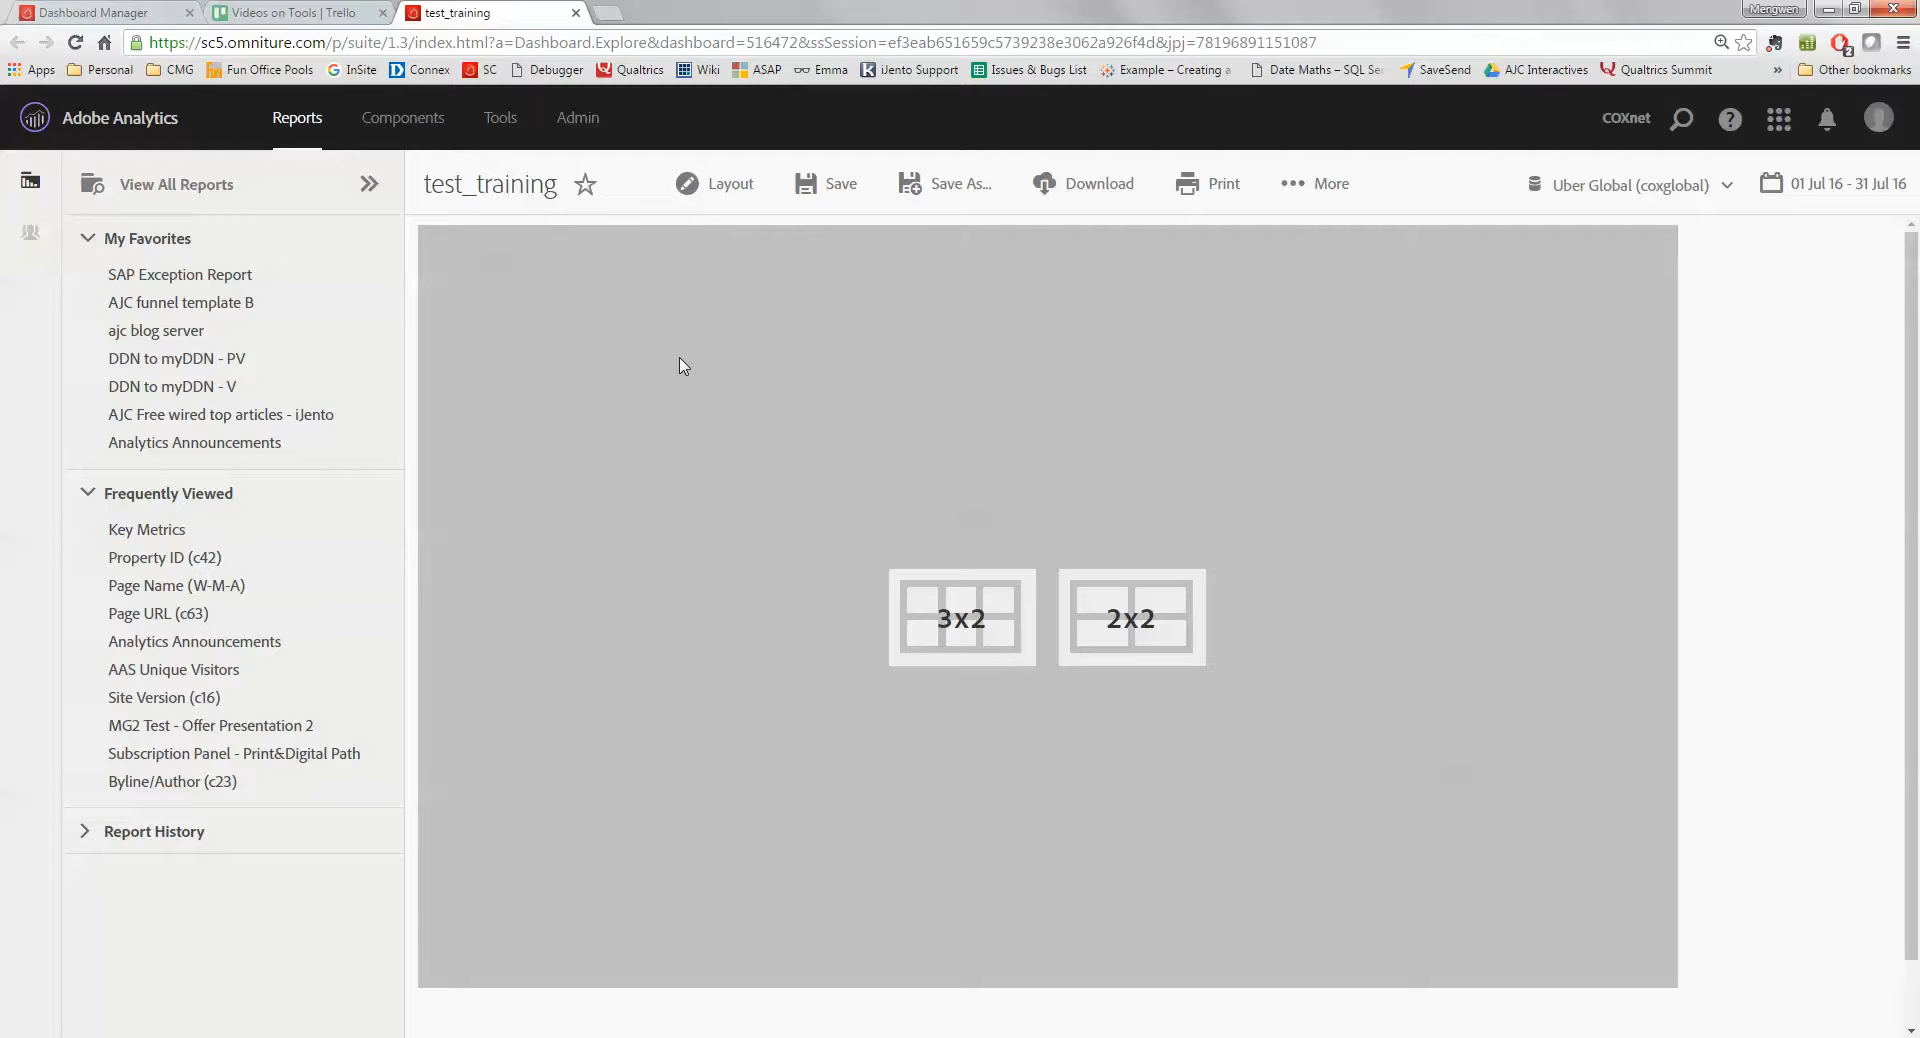 Dashboard Manager
Videos on Tools | Trello
test_training
Mengwen
https://sc5.omniture.com/p/suite/1.3/index.html?a=Dashboard.Explore&dashboard=516472&ssSession=ef3eab651659c5739238e3062a926f4d&jpj=78196891151087
Apps Personal CMG Fun Office Pools InSite Connex SC Debugger Qualtrics Wiki ASAP Emma iJento Support Issues & Bugs List Example – Creating a Date Maths – SQL Se SaveSend AJC Interactives Qualtrics Summit » Other bookmarks
Adobe Analytics Reports Components Tools Admin COXnet
View All Reports
test_training Layout Save Save As... Download Print More Uber Global (coxglobal) 01 Jul 16 - 31 Jul 16
My Favorites
SAP Exception Report
AJC funnel template B
ajc blog server
DDN to myDDN - PV
DDN to myDDN - V
AJC Free wired top articles - iJento
Analytics Announcements
Frequently Viewed
Key Metrics
Property ID (c42)
Page Name (W-M-A)
Page URL (c63)
Analytics Announcements
AAS Unique Visitors
Site Version (c16)
MG2 Test - Offer Presentation 2
Subscription Panel - Print&Digital Path
Byline/Author (c23)
Report History
3x2 2x2